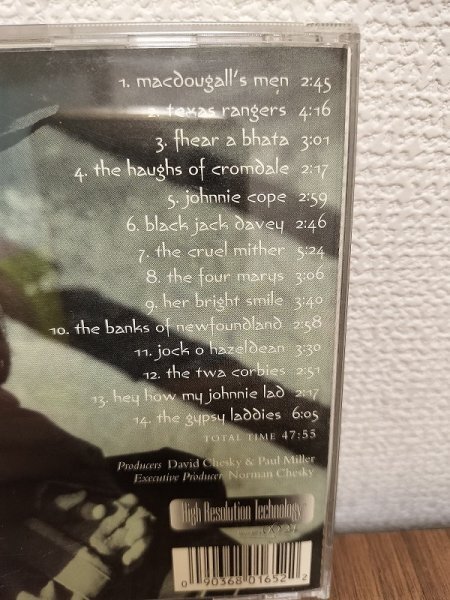 1. macdougall's men 2:45
2. texas rangers 4:16
3. fhear a bhata 3:01
4. the haughs of cromdale 2:17
5. johnnie cope 2:59
6. black jack davey 2:46
7. the cruel mither 5:24
8. the four marys 3:06
9. her bright smile 3:40
10. the banks of newfoundland 2:58
11. jock o hazeldean 3:30
12. the twa corbies 2:51
13. hey how my johnnie lad 2:17
14. the gypsy laddies 6:05
TOTAL TIME 47:55
Producers David Chesky & Paul Miller
Executive Producer Norman Chesky
High Resolution Technology
0 90368 01652 2